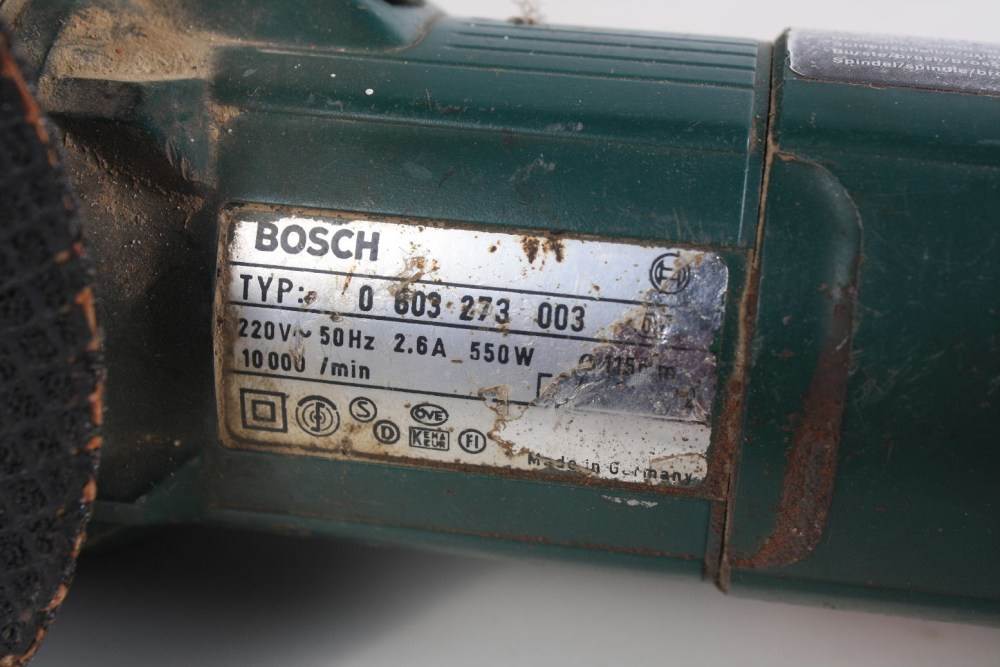 BOSCH
TYP: 0 603 273 003
220V~ 50Hz 2.6A 550W
10000 /min
S
D
ÖVE
KEMA
KEUR
FI
Made in Germany